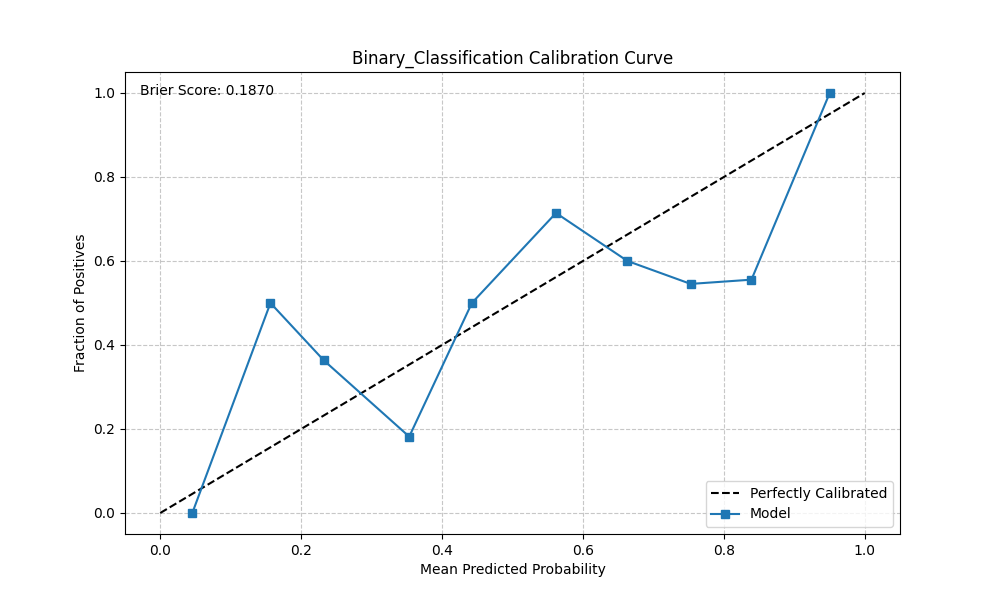 Binary_Classification Calibration Curve
Brier Score: 0.1870
1.0
0.8
0.6
0.4
0.2
0.0
Fraction of Positives
Perfectly Calibrated
Model
0.0 0.2 0.4 0.6 0.8 1.0
Mean Predicted Probability